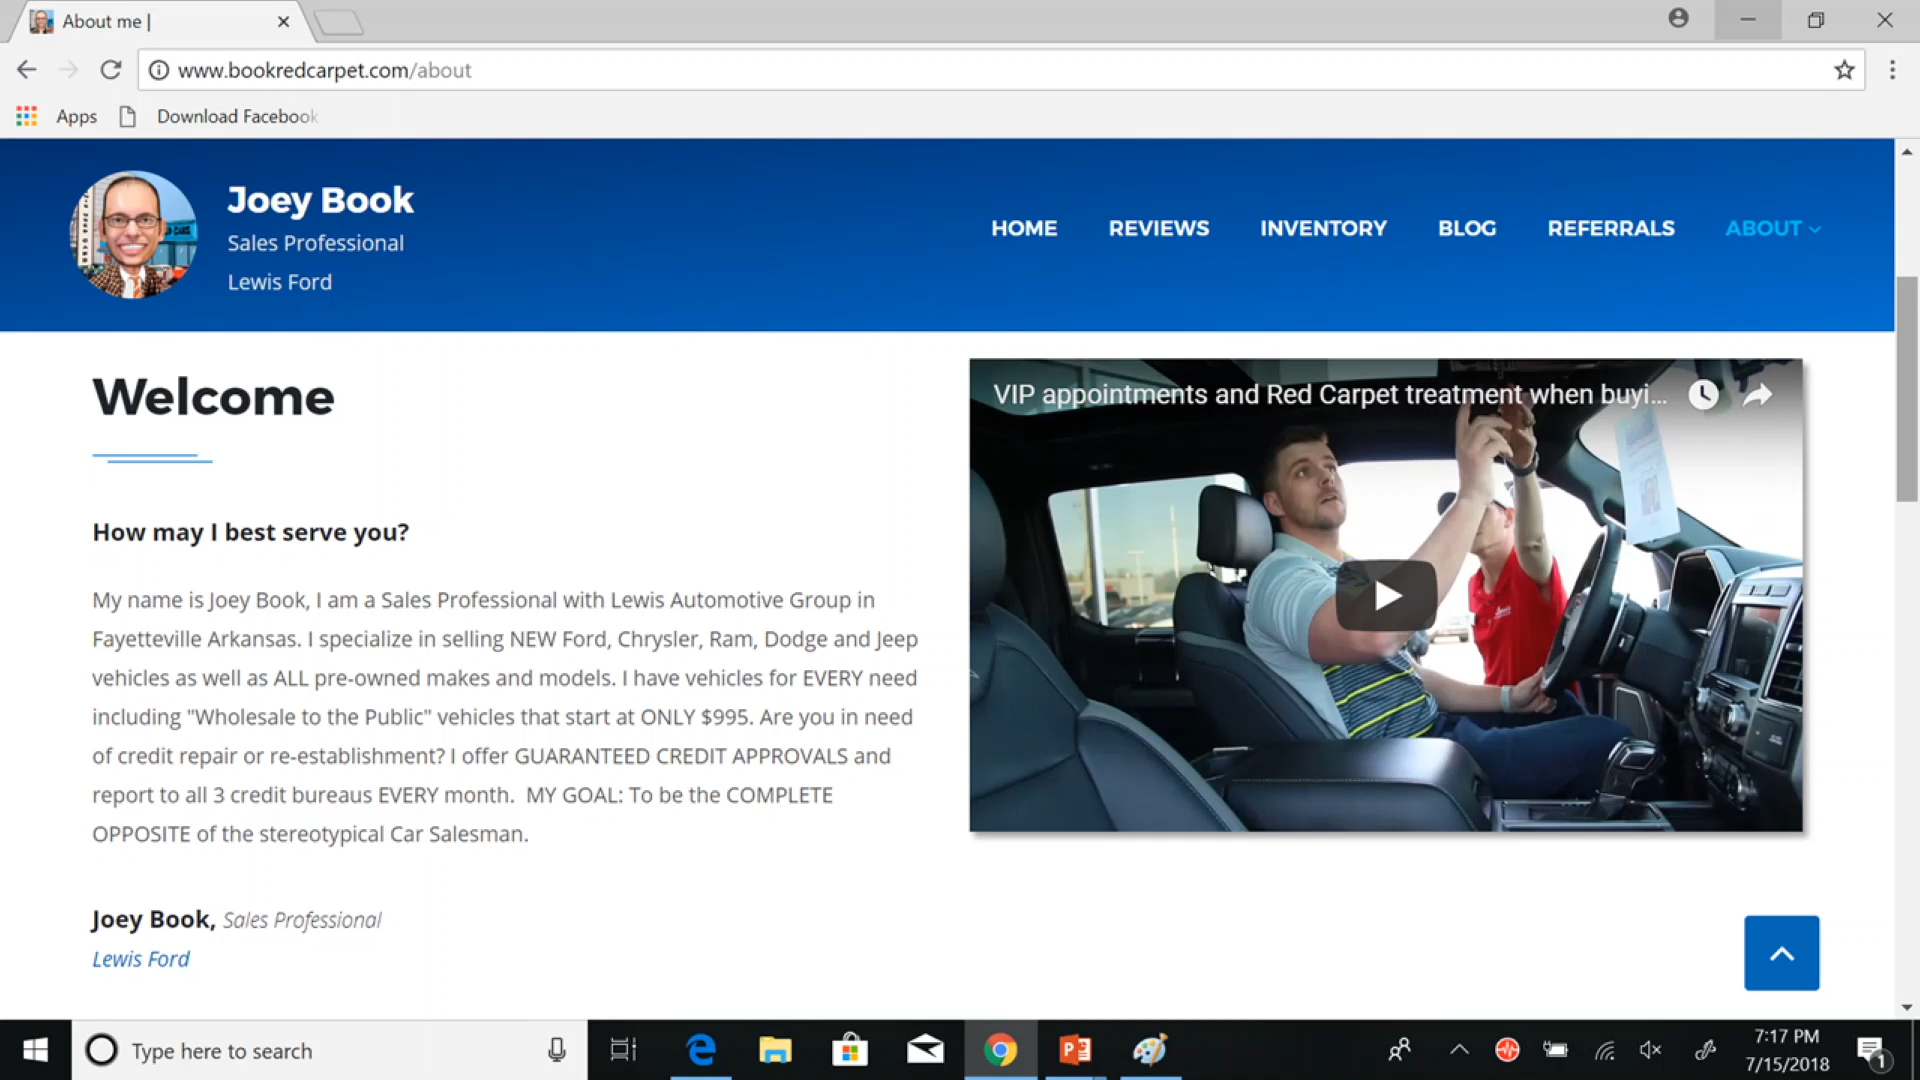 About me |
www.bookredcarpet.com/about
Apps
Download Facebook
Joey Book
Sales Professional
Lewis Ford
HOME REVIEWS INVENTORY BLOG REFERRALS ABOUT
Welcome
How may I best serve you?
My name is Joey Book, I am a Sales Professional with Lewis Automotive Group in
Fayetteville Arkansas. I specialize in selling NEW Ford, Chrysler, Ram, Dodge and Jeep
vehicles as well as ALL pre-owned makes and models. I have vehicles for EVERY need
including "Wholesale to the Public" vehicles that start at ONLY $995. Are you in need
of credit repair or re-establishment? I offer GUARANTEED CREDIT APPROVALS and
report to all 3 credit bureaus EVERY month.  MY GOAL: To be the COMPLETE
OPPOSITE of the stereotypical Car Salesman.
Joey Book, Sales Professional
Lewis Ford
VIP appointments and Red Carpet treatment when buyi...
Type here to search
7:17 PM
7/15/2018
1